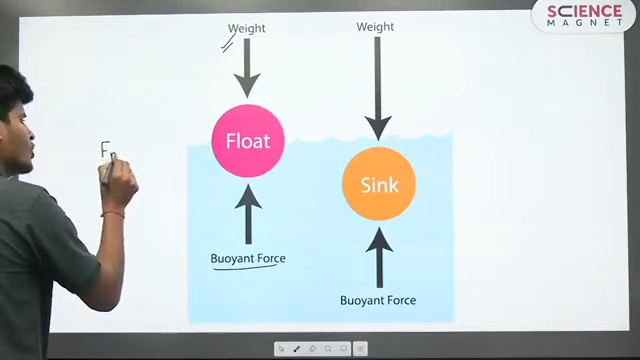 SCIENCE
MAGNET
Weight
Weight
Float
Sink
Buoyant Force
Buoyant Force
F